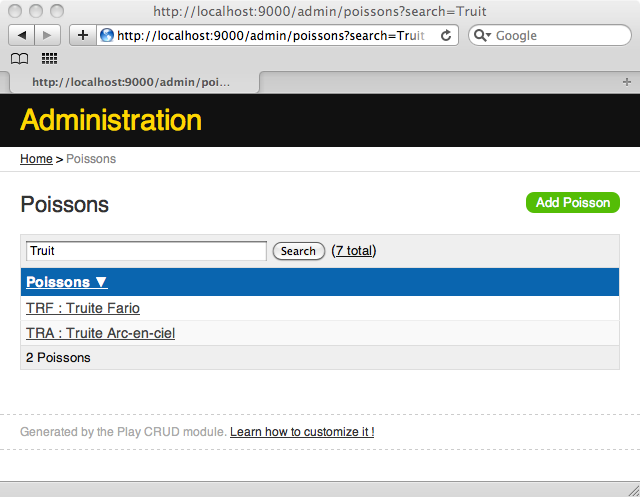 http://localhost:9000/admin/poissons?search=Truit
http://localhost:9000/admin/poissons?search=Truit
Google
http://localhost:9000/admin/poi...
Administration
Home > Poissons
Poissons
Add Poisson
Truit
Search
(7 total)
Poissons ▼
TRF : Truite Fario
TRA : Truite Arc-en-ciel
2 Poissons
Generated by the Play CRUD module. Learn how to customize it !